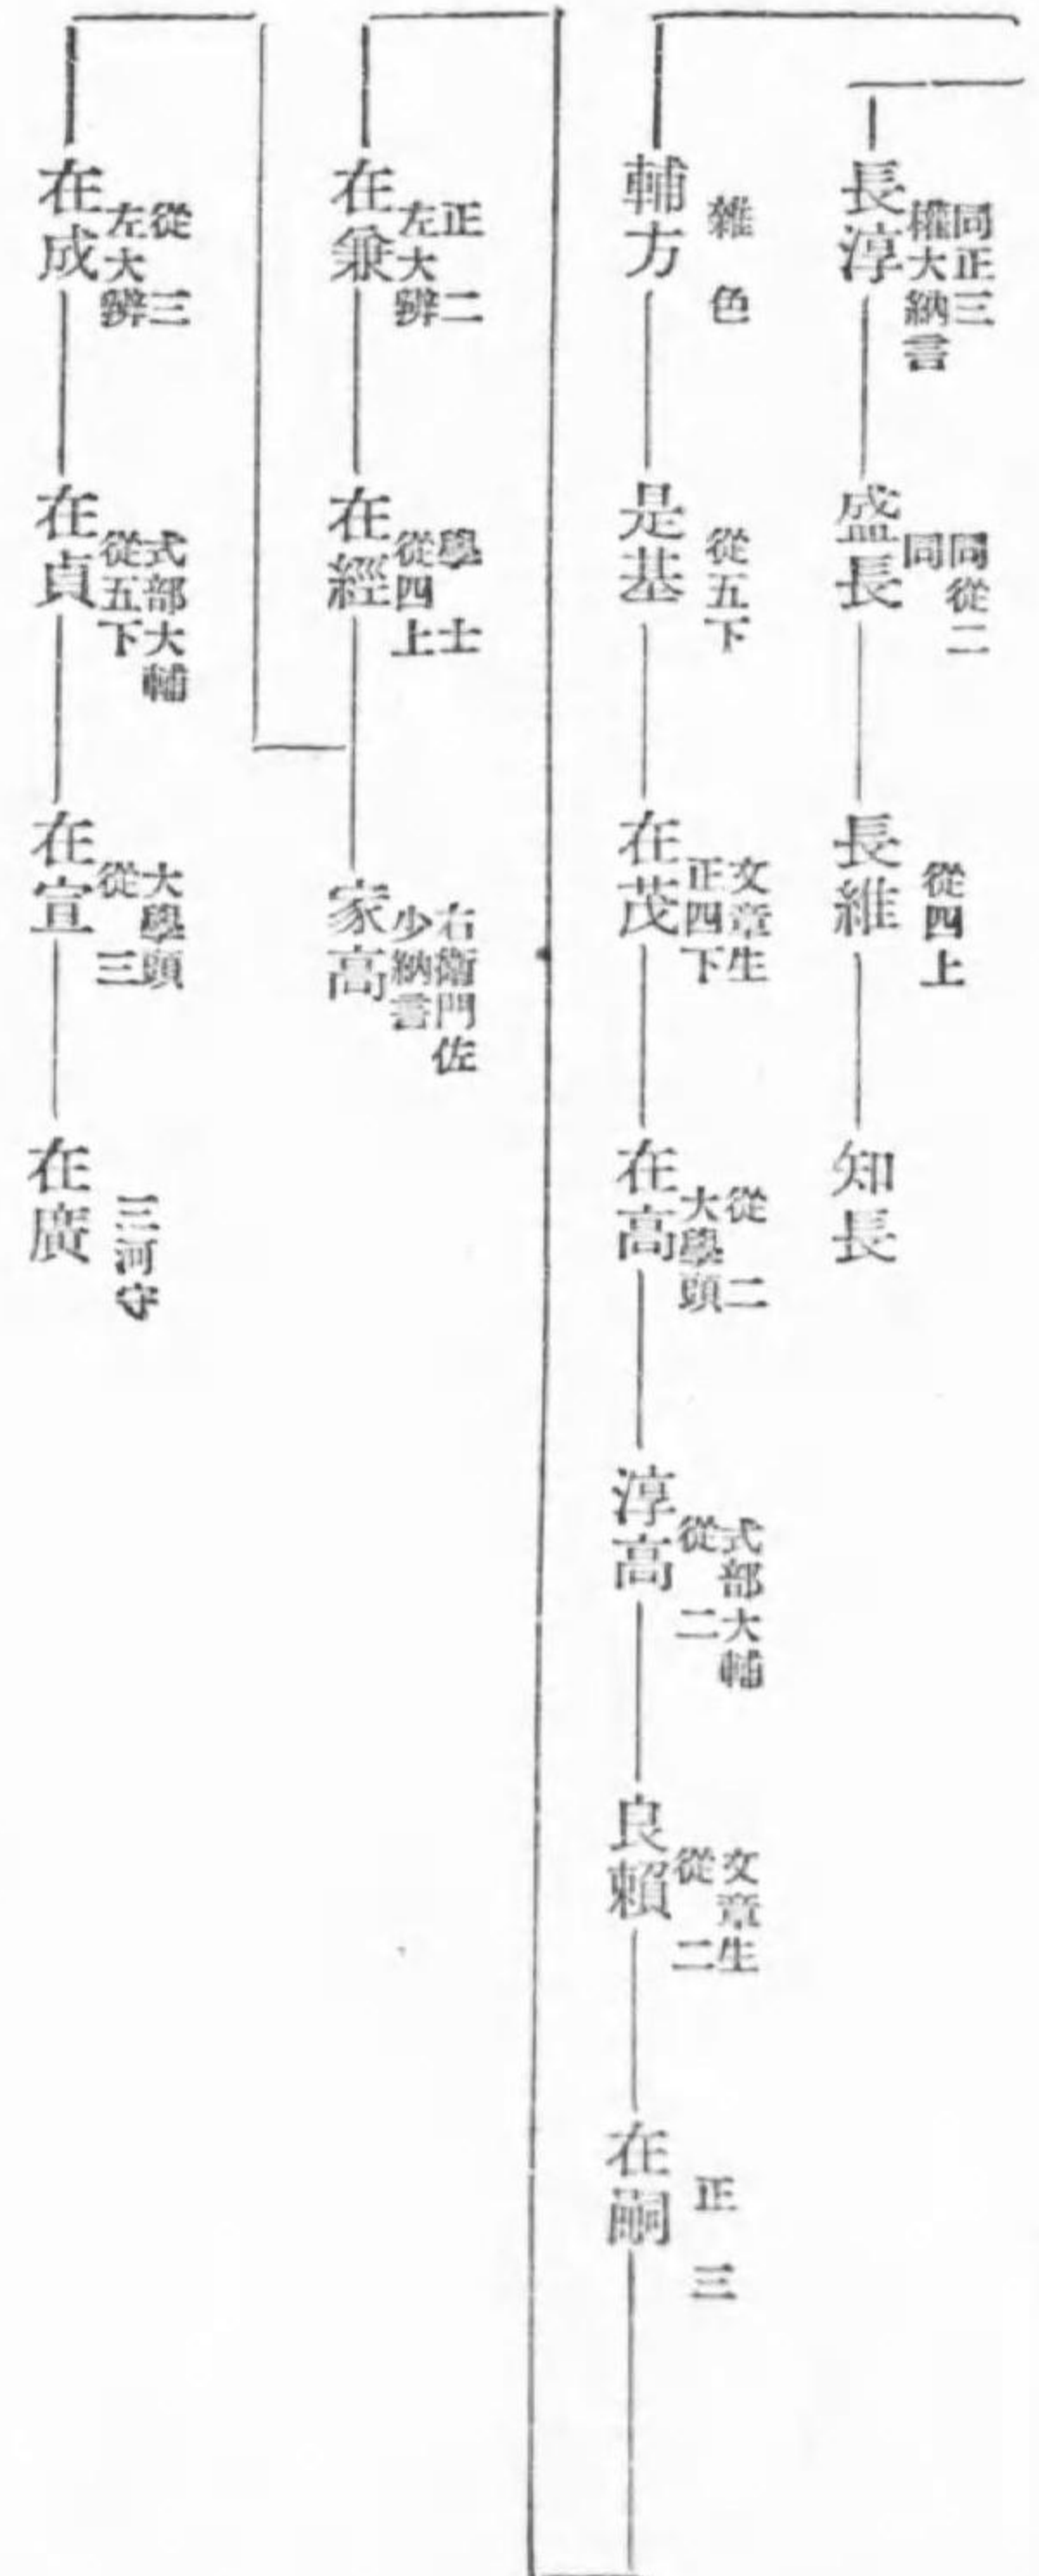 同正三
權大納言
長淳
同從二
同
盛長
從四上
長維
知長
雜色
輔方
從五下
是基
文章生
正四下
在茂
從二
大學頭
在高
式部大輔
從二
淳高
文章生
從二
良賴
正三
在嗣
正二
左大辨
在兼
學士
從四上
在經
右衞門佐
少納言
家高
從三
左大辨
在成
式部大輔
從五下
在貞
大學頭
從三
在宣
三河守
在廣